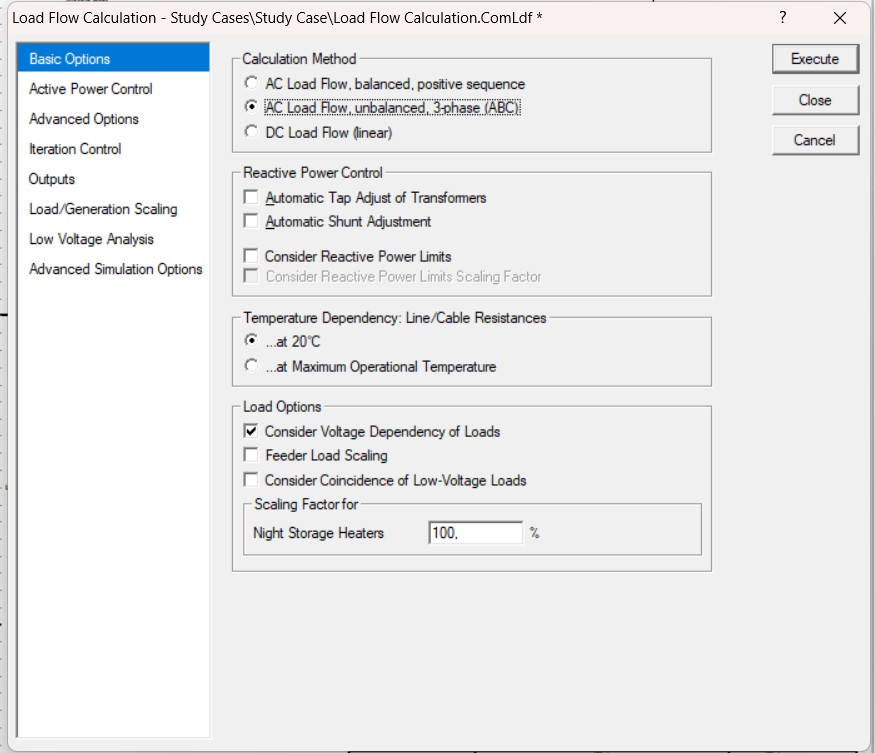 Load Flow Calculation - Study Cases\Study Case\Load Flow Calculation.ComLdf *
?
Basic Options
Active Power Control
Advanced Options
Iteration Control
Outputs
Load/Generation Scaling
Low Voltage Analysis
Advanced Simulation Options
Calculation Method
AC Load Flow, balanced, positive sequence
AC Load Flow, unbalanced, 3-phase (ABC)
DC Load Flow (linear)
Reactive Power Control
Automatic Tap Adjust of Transformers
Automatic Shunt Adjustment
Consider Reactive Power Limits
Consider Reactive Power Limits Scaling Factor
Temperature Dependency: Line/Cable Resistances
...at 20°C
...at Maximum Operational Temperature
Load Options
Consider Voltage Dependency of Loads
Feeder Load Scaling
Consider Coincidence of Low-Voltage Loads
Scaling Factor for
Night Storage Heaters 100, %
Execute
Close
Cancel